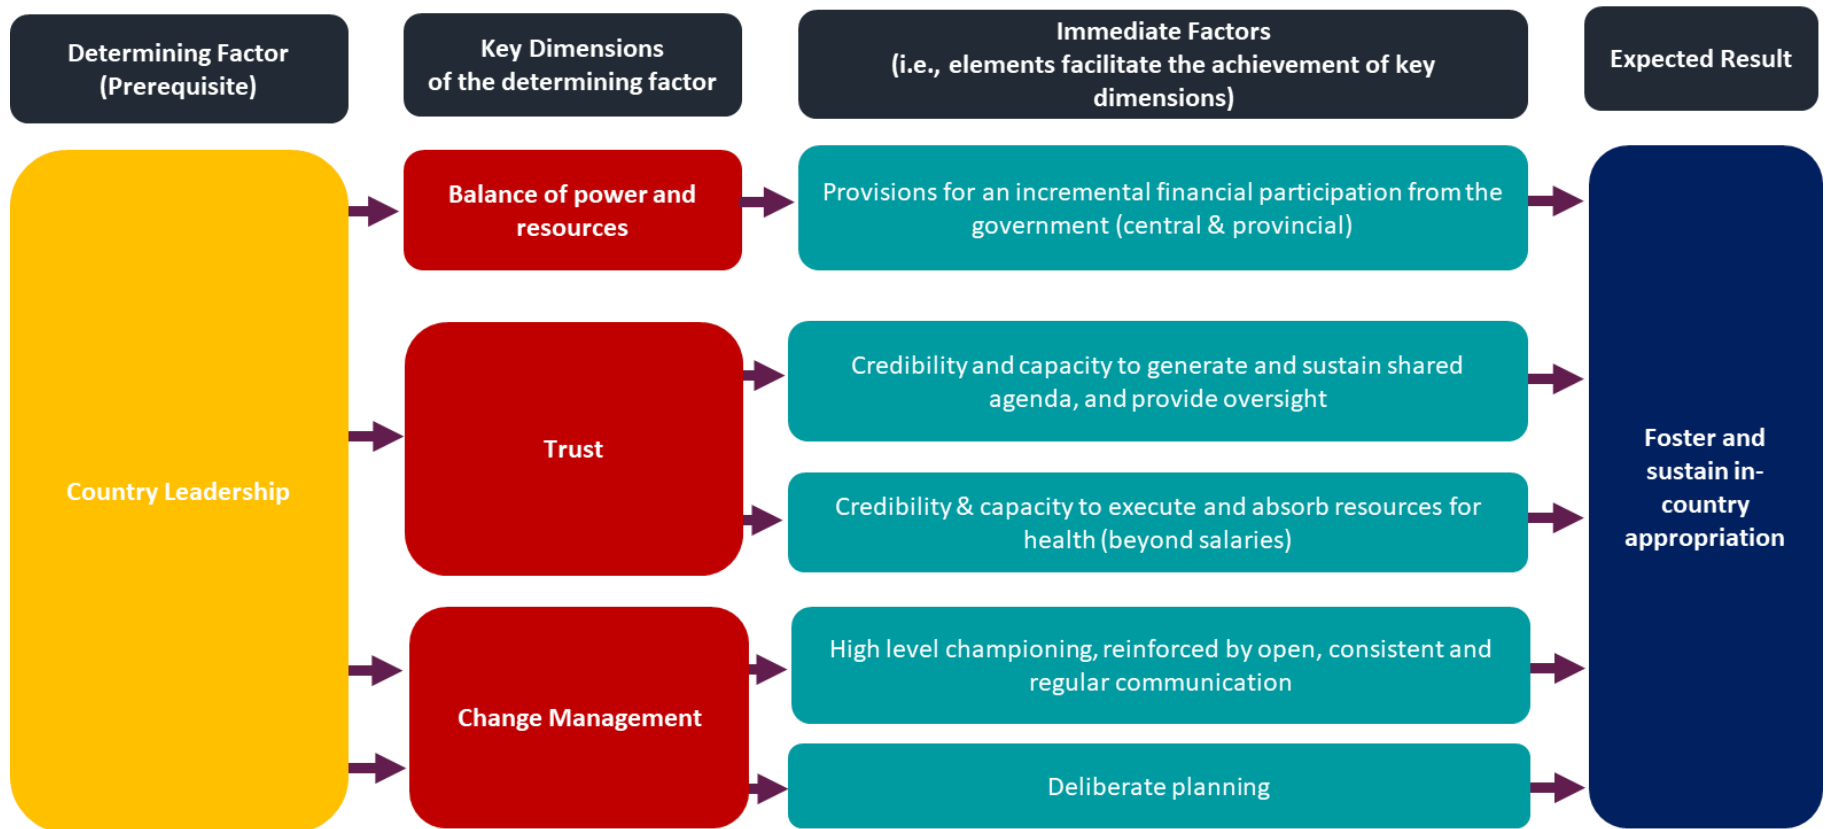 Determining Factor
(Prerequisite)
Key Dimensions
of the determining factor
Immediate Factors
(i.e., elements facilitate the achievement of key
dimensions)
Expected Result
Country Leadership
Balance of power and
resources
Provisions for an incremental financial participation from the
government (central & provincial)
Trust
Credibility and capacity to generate and sustain shared
agenda, and provide oversight
Credibility & capacity to execute and absorb resources for
health (beyond salaries)
Change Management
High level championing, reinforced by open, consistent and
regular communication
Deliberate planning
Foster and
sustain in-
country
appropriation